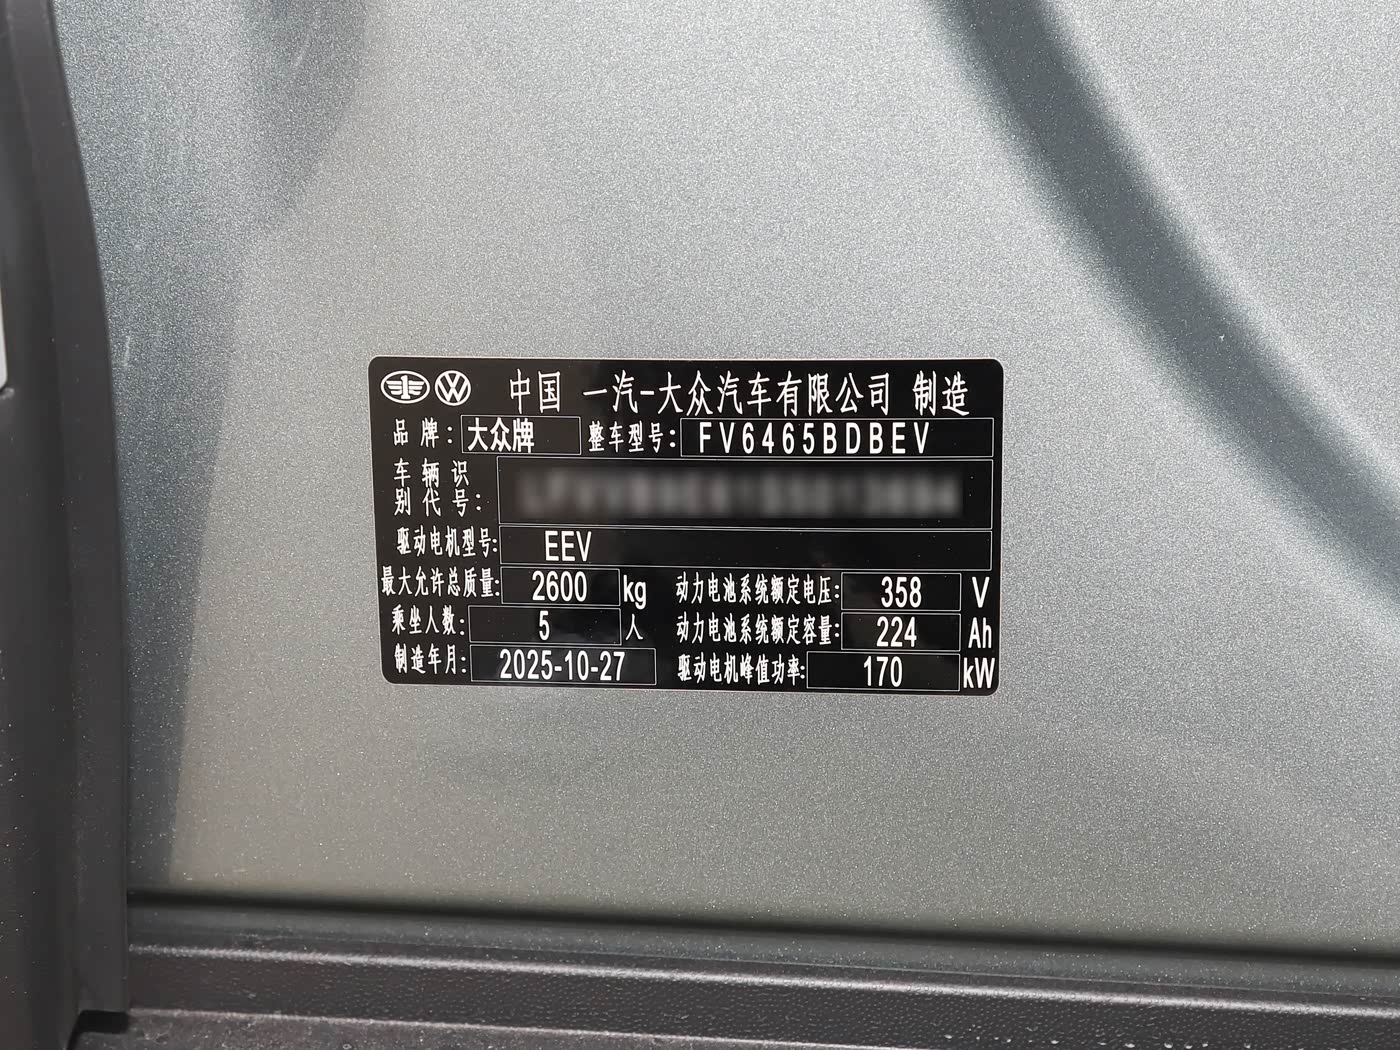 中国 一汽-大众汽车有限公司 制造
品牌: 大众牌 整车型号: FV6465BDBEV
车辆识别代号:
驱动电机型号: EEV
最大允许总质量: 2600 kg 动力电池系统额定电压: 358 V
乘坐人数: 5 人 动力电池系统额定容量: 224 Ah
制造年月: 2025-10-27 驱动电机峰值功率: 170 kW